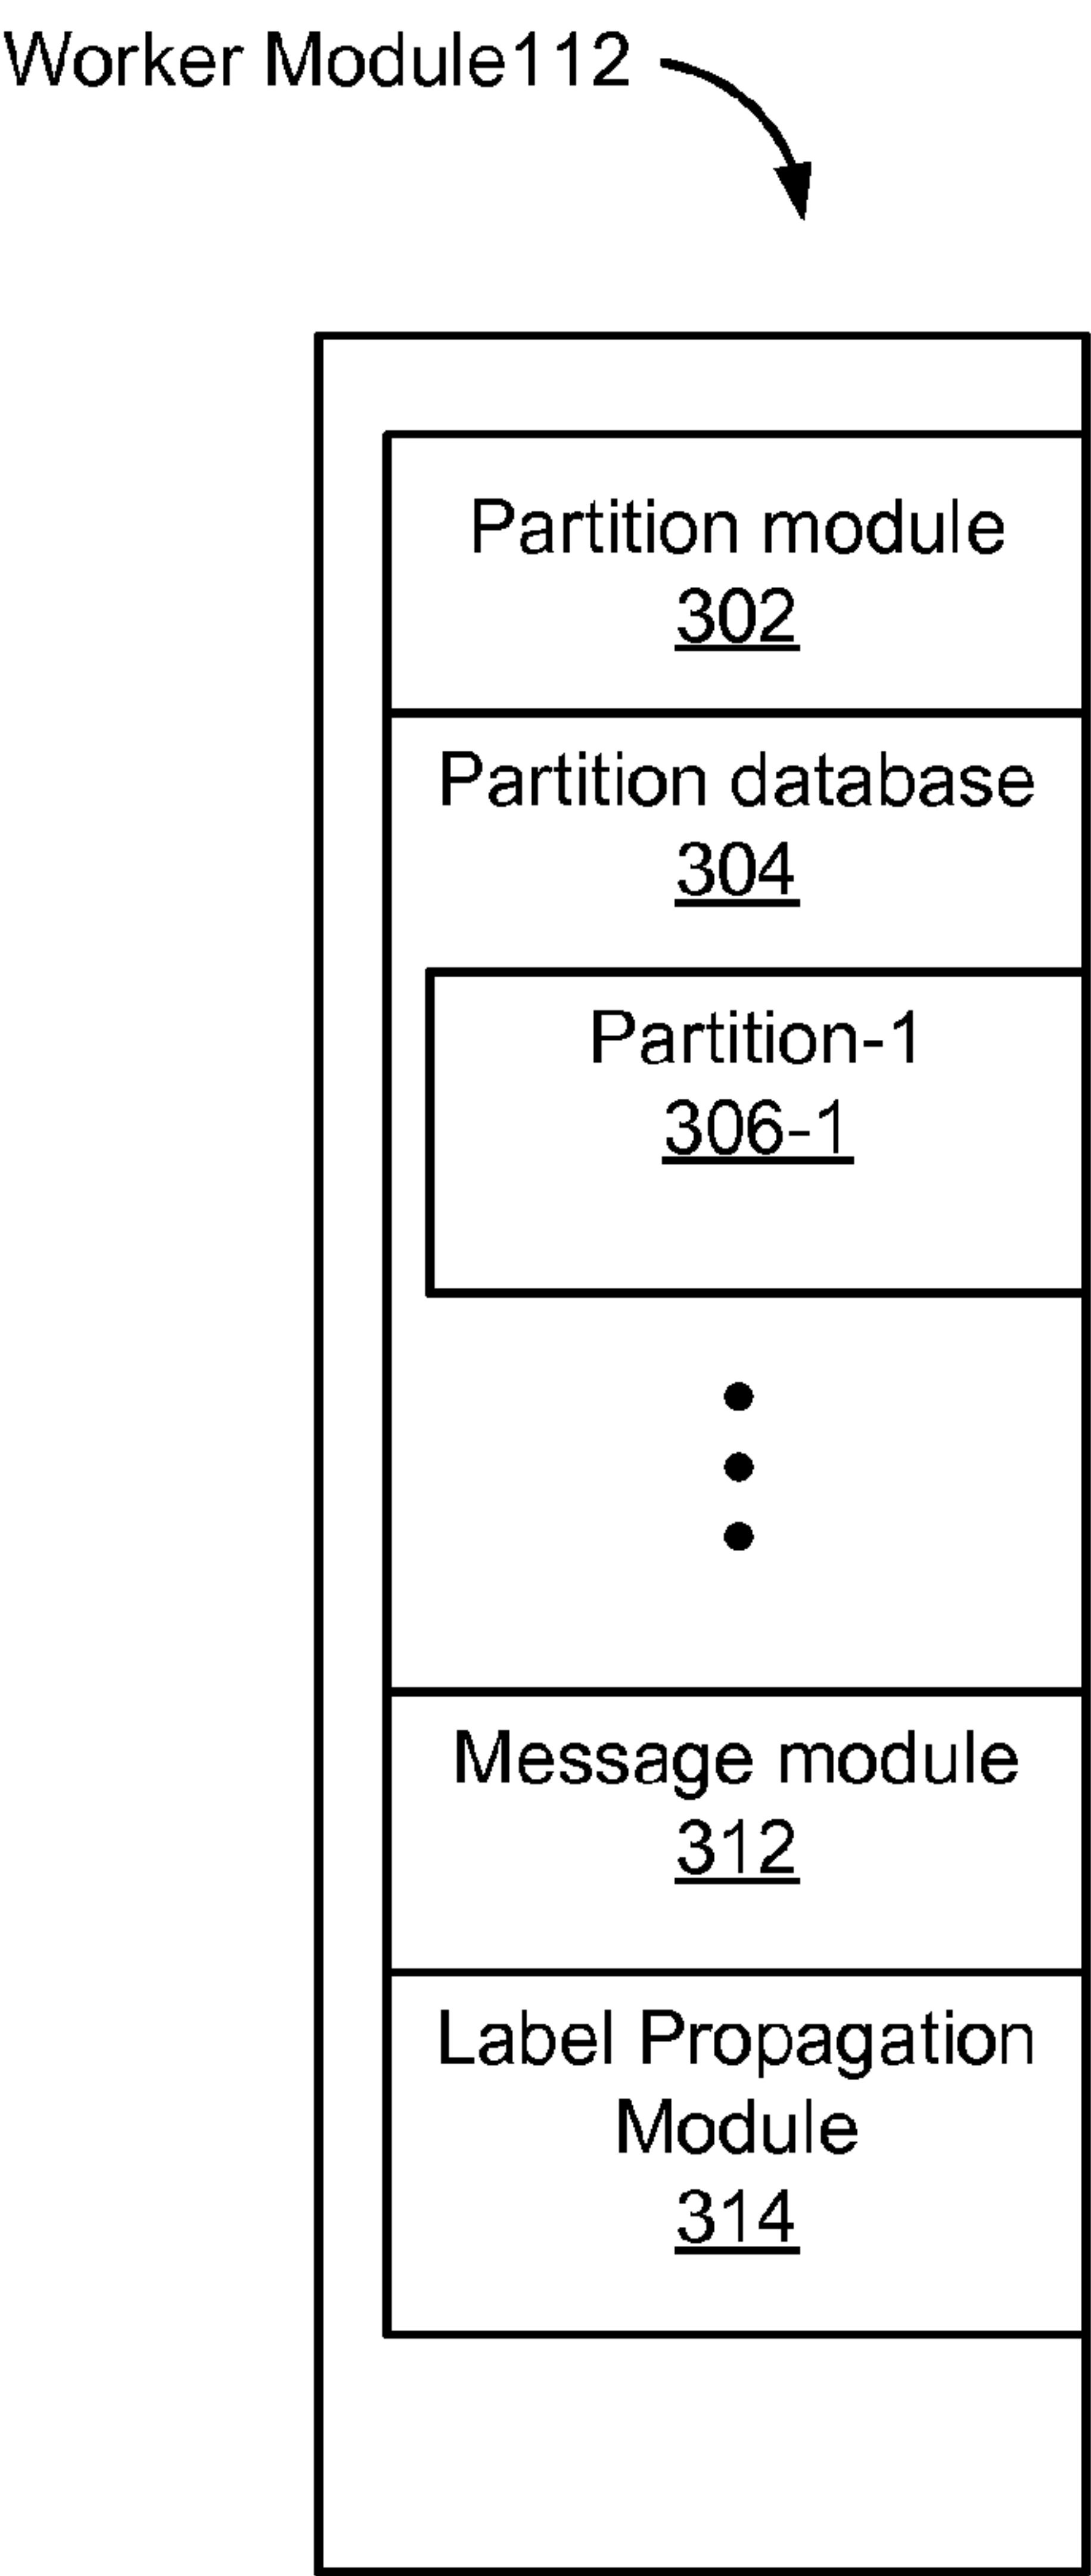 Worker Module112
Partition module
302
Partition database
304
Partition-1
306-1
Message module
312
Label Propagation
Module
314